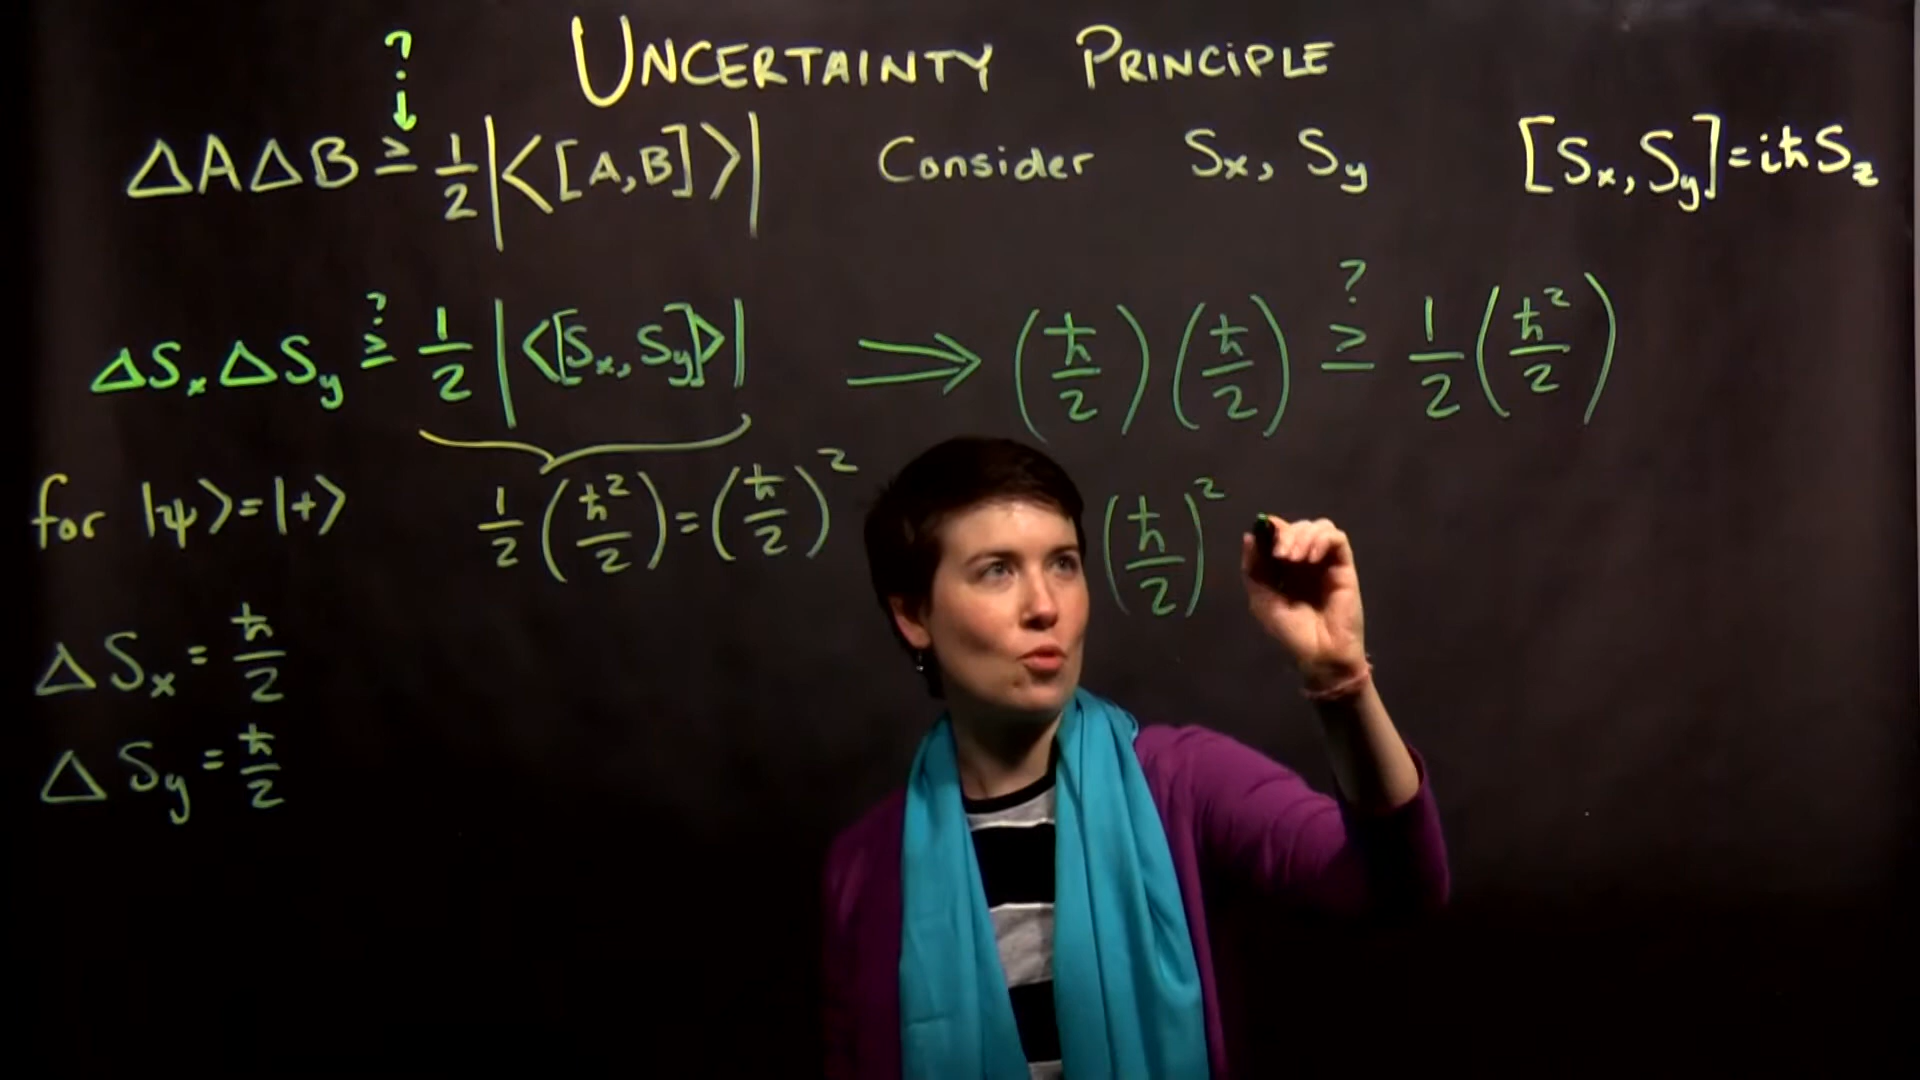 UNCERTAINTY PRINCIPLE
?
↓
ΔAΔB ≥ 1/2 |<[A,B]>| Consider Sx, Sy [Sx, Sy] = iħSz
ΔSxΔSy ≥? 1/2 |<[Sx, Sy]>| ⇒ (ħ/2)(ħ/2) ≥? 1/2 (ħ²/2)
for |ψ> = |+> 1/2 (ħ²/2) = (ħ/2)² (ħ/2)²
ΔSx = ħ/2
ΔSy = ħ/2